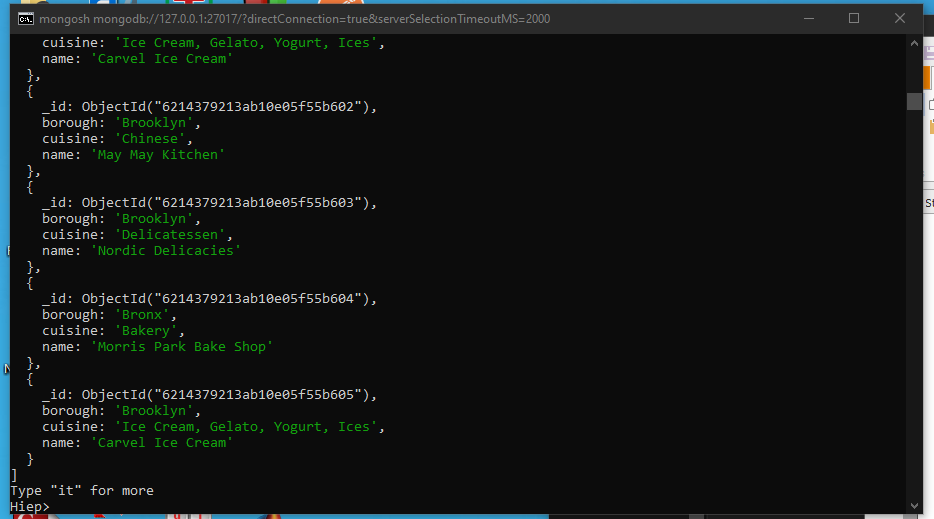 mongosh mongodb://127.0.0.1:27017/?directConnection=true&serverSelectionTimeoutMS=2000
cuisine: 'Ice Cream, Gelato, Yogurt, Ices',
name: 'Carvel Ice Cream'
},
{
_id: ObjectId("6214379213ab10e05f55b602"),
borough: 'Brooklyn',
cuisine: 'Chinese',
name: 'May May Kitchen'
},
{
_id: ObjectId("6214379213ab10e05f55b603"),
borough: 'Brooklyn',
cuisine: 'Delicatessen',
name: 'Nordic Delicacies'
},
{
_id: ObjectId("6214379213ab10e05f55b604"),
borough: 'Bronx',
cuisine: 'Bakery',
name: 'Morris Park Bake Shop'
},
{
_id: ObjectId("6214379213ab10e05f55b605"),
borough: 'Brooklyn',
cuisine: 'Ice Cream, Gelato, Yogurt, Ices',
name: 'Carvel Ice Cream'
}
]
Type "it" for more
Hiep>